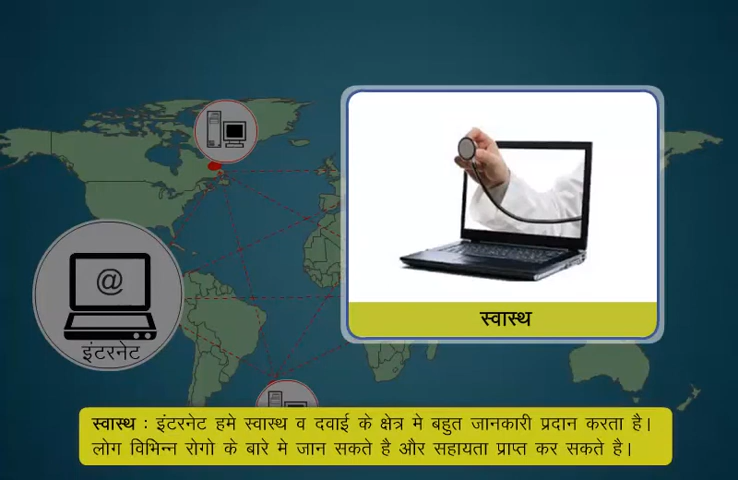 @
इंटरनेट
स्वास्थ
स्वास्थ : इंटरनेट हमे स्वास्थ व दवाई के क्षेत्र मे बहुत जानकारी प्रदान करता है।
लोग विभिन्न रोगो के बारे मे जान सकते है और सहायता प्राप्त कर सकते है।